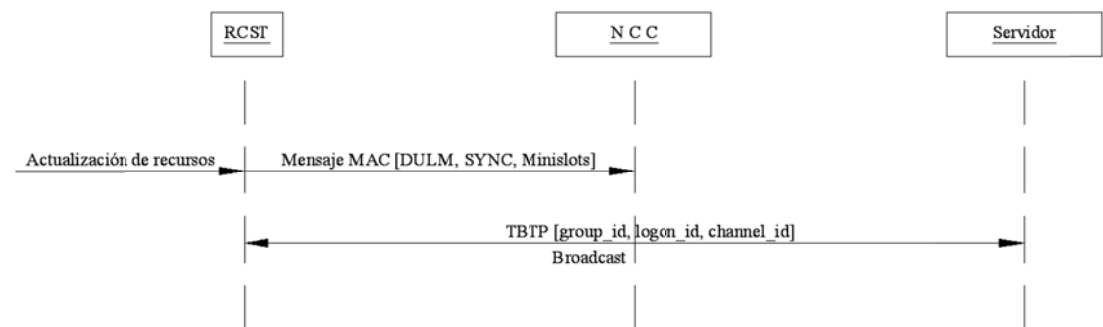 RCST
N C C
Servidor
Actualización de recursos
Mensaje MAC [DULM, SYNC, Minislots]
TBTP [group_id, logon_id, channel_id]
Broadcast